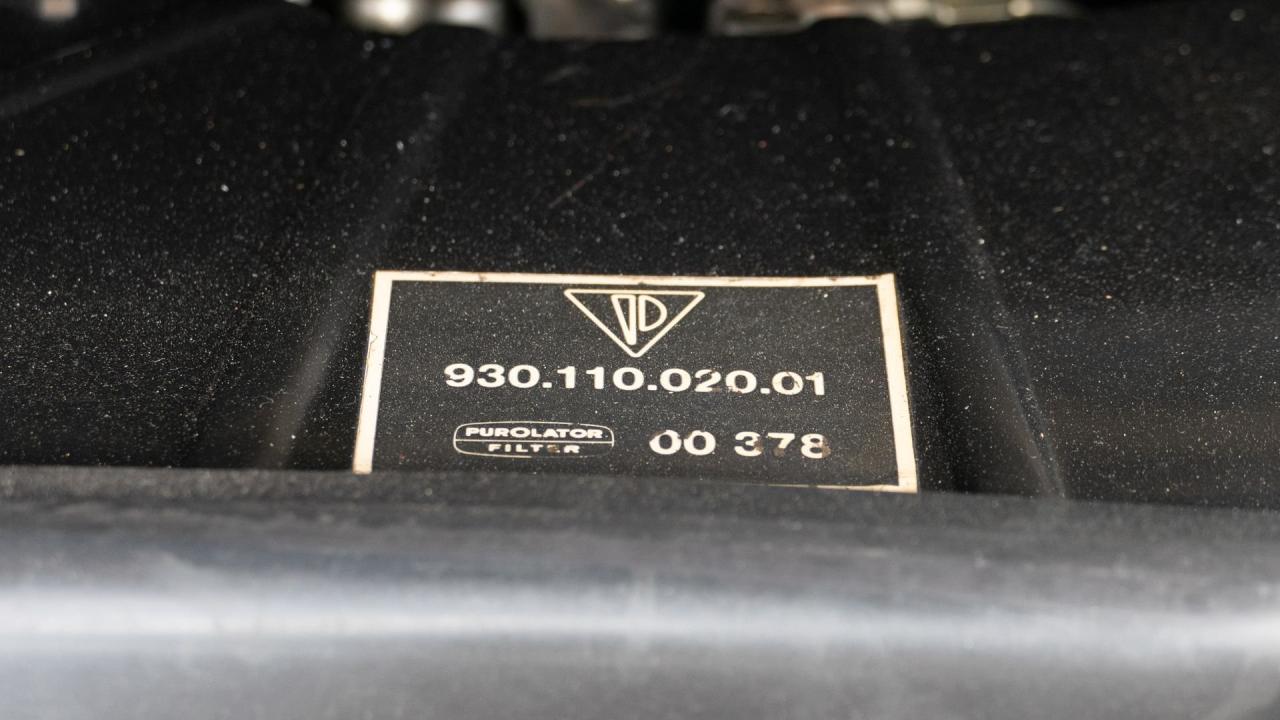 930.110.020.01
PUROLATOR
FILTER
00 378